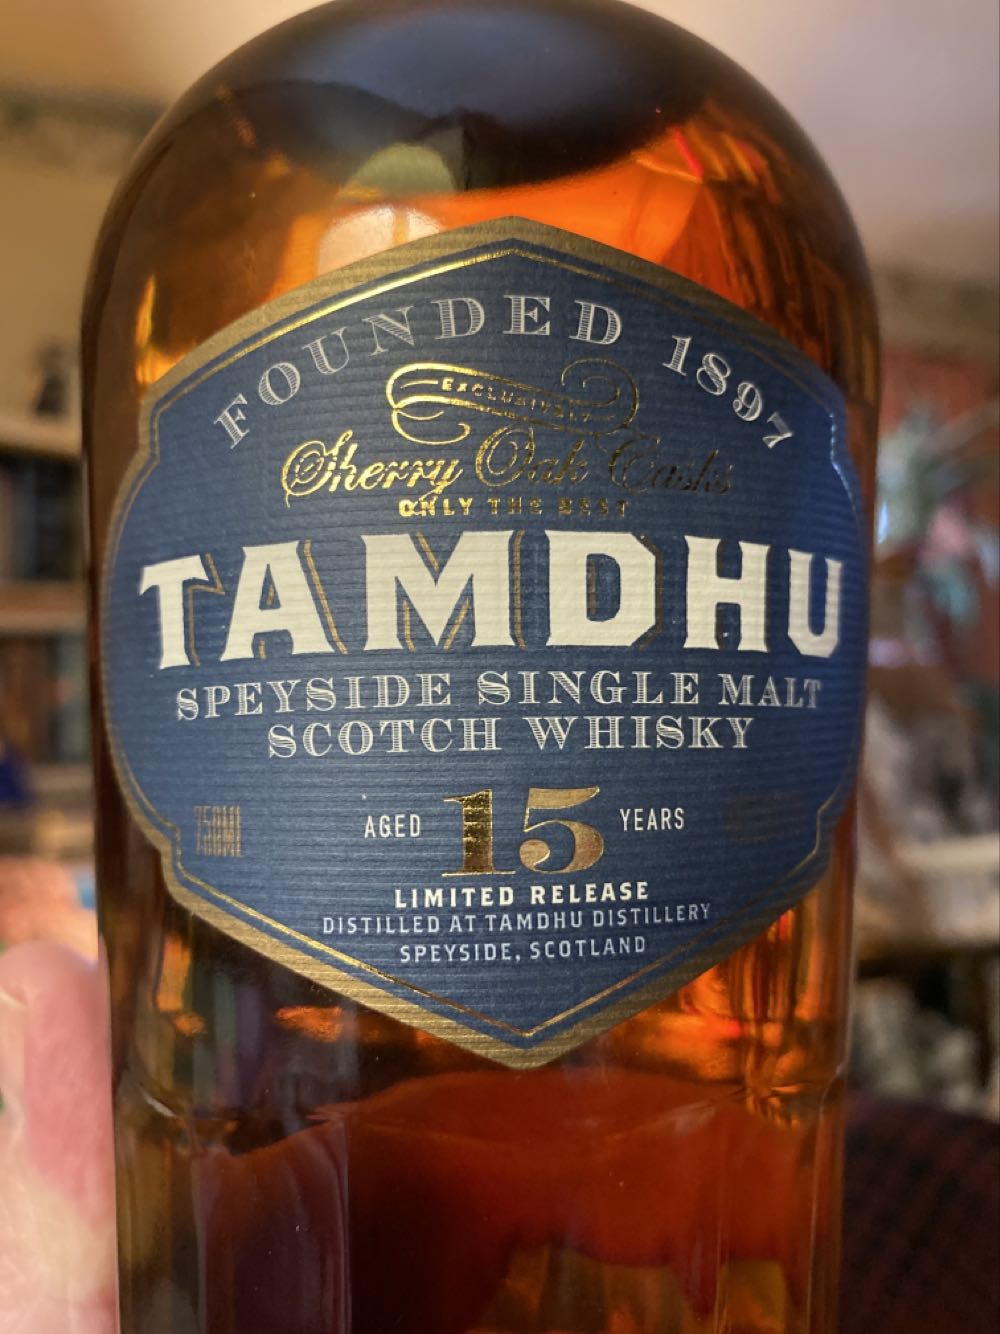 FOUNDED 1897
EXCLUSIVELY
Sherry Oak Casks
ONLY THE BEST
TAMDHU
SPEYSIDE SINGLE MALT
SCOTCH WHISKY
750ML
AGED 15 YEARS
LIMITED RELEASE
DISTILLED AT TAMDHU DISTILLERY
SPEYSIDE, SCOTLAND